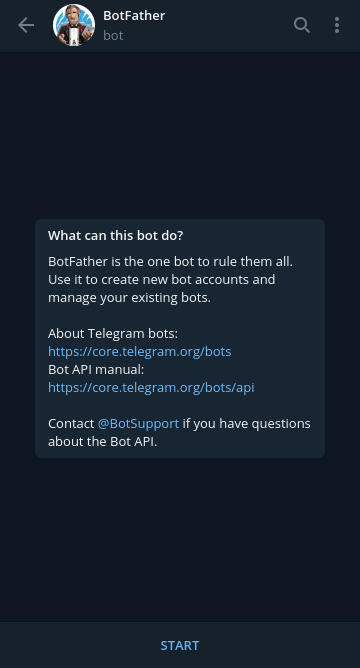 BotFather
bot
What can this bot do?
BotFather is the one bot to rule them all.
Use it to create new bot accounts and
manage your existing bots.
About Telegram bots:
https://core.telegram.org/bots
Bot API manual:
https://core.telegram.org/bots/api
Contact @BotSupport if you have questions
about the Bot API.
START